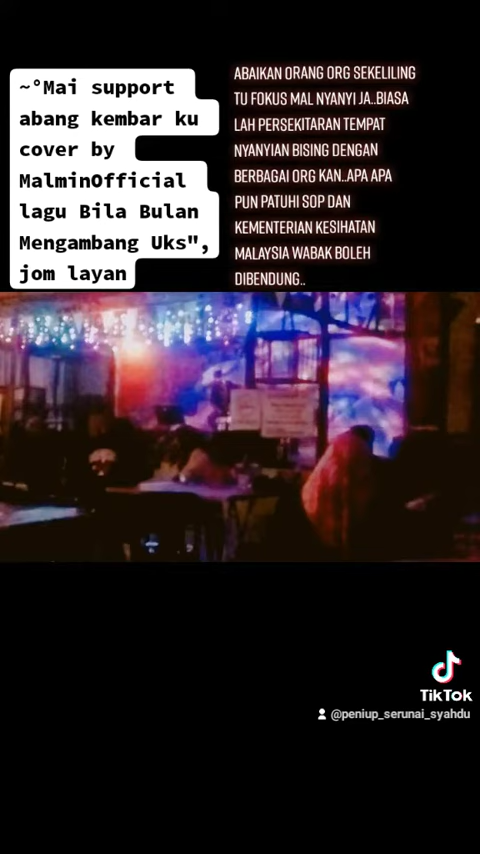 ~°Mai support
abang kembar ku
cover by
MalminOfficial
lagu Bila Bulan
Mengambang Uks",
jom layan
ABAIKAN ORANG ORG SEKELILING
TU FOKUS MAL NYANYI JA..BIASA
LAH PERSEKITARAN TEMPAT
NYANYIAN BISING DENGAN
BERBAGAI ORG KAN..APA APA
PUN PATUHI SOP DAN
KEMENTERIAN KESIHATAN
MALAYSIA WABAK BOLEH
DIBENDUNG..
TikTok
@peniup_serunai_syahdu